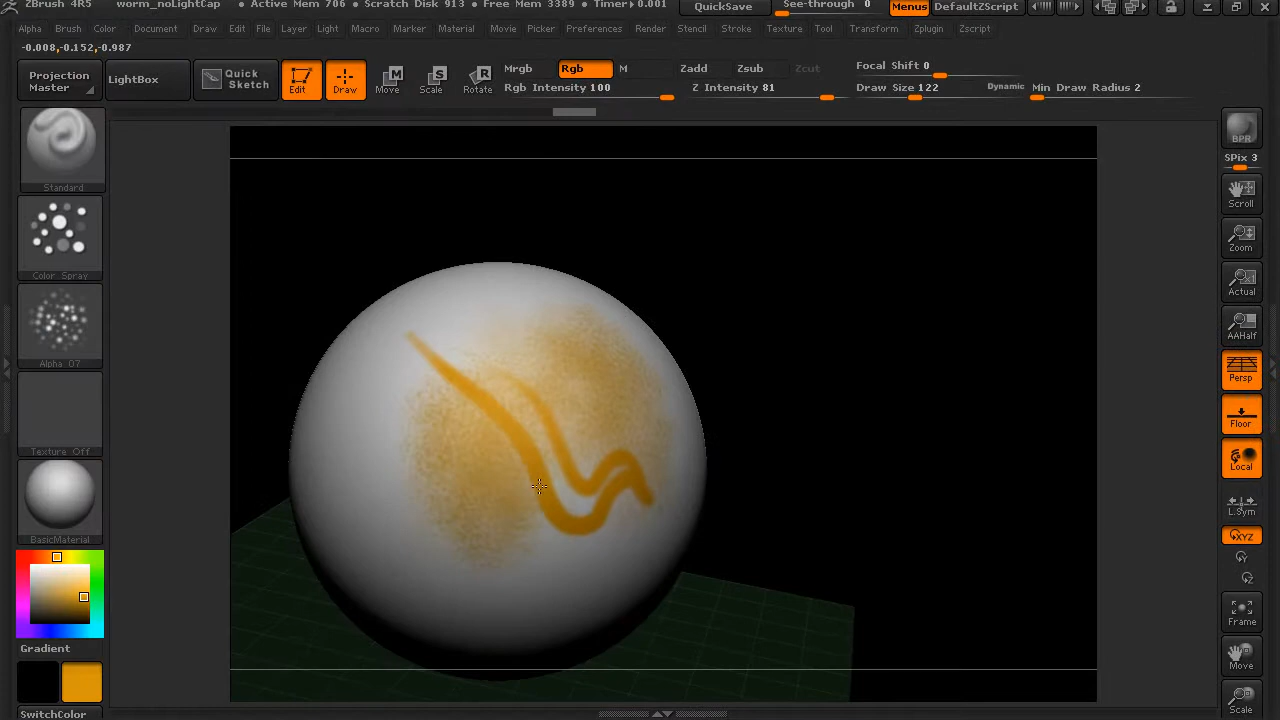 ZBrush 4R5 worm_noLightCap • Active Mem 706 • Scratch Disk 913 • Free Mem 3389 • Timer▸0.001 QuickSave See-through 0 Menus DefaultZScript
Alpha Brush Color Document Draw Edit File Layer Light Macro Marker Material Movie Picker Preferences Render Stencil Stroke Texture Tool Transform Zplugin Zscript
-0.008,-0.152,-0.987
Projection Master LightBox Quick Sketch Edit Draw Move Scale Rotate
M S R
Mrgb Rgb M Zadd Zsub Zcut Focal Shift 0
Rgb Intensity 100 Z Intensity 81 Draw Size 122 Dynamic Min Draw Radius 2
Standard
Color Spray
Alpha 07
Texture Off
BasicMaterial
Gradient
SwitchColor
BPR
SPix 3
Scroll
Zoom
Actual
AAHalf
Persp
Floor
Local
L.Sym
XYZ
Y
Z
Frame
Move
Scale